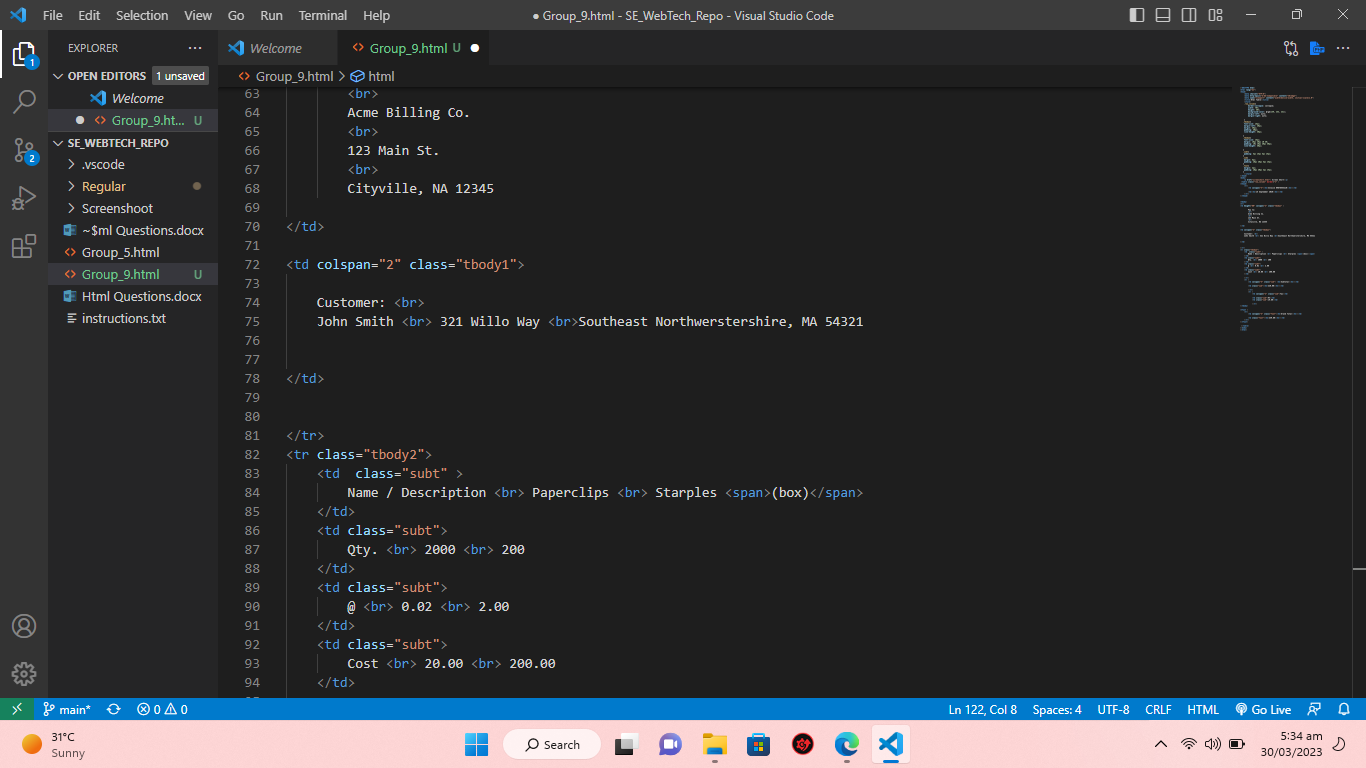 File Edit Selection View Go Run Terminal Help ● Group_9.html - SE_WebTech_Repo - Visual Studio Code
EXPLORER ···
OPEN EDITORS 1 unsaved
Welcome
Group_9.ht... U
SE_WEBTECH_REPO
.vscode
Regular
Screenshoot
~$ml Questions.docx
Group_5.html
Group_9.html U
Html Questions.docx
instructions.txt
1
2
Welcome Group_9.html U
Group_9.html > html
63 <br>
64 Acme Billing Co.
65 <br>
66 123 Main St.
67 <br>
68 Cityville, NA 12345
69
70 </td>
71
72 <td colspan="2" class="tbody1">
73
74 Customer: <br>
75 John Smith <br> 321 Willo Way <br>Southeast Northwerstershire, MA 54321
76
77
78 </td>
79
80
81 </tr>
82 <tr class="tbody2">
83 <td  class="subt" >
84 Name / Description <br> Paperclips <br> Starples <span>(box)</span>
85 </td>
86 <td class="subt">
87 Qty. <br> 2000 <br> 200
88 </td>
89 <td class="subt">
90 @ <br> 0.02 <br> 2.00
91 </td>
92 <td class="subt">
93 Cost <br> 20.00 <br> 200.00
94 </td>
main* 0 0 Ln 122, Col 8 Spaces: 4 UTF-8 CRLF HTML Go Live
31°C
Sunny
Search
5:34 am
30/03/2023